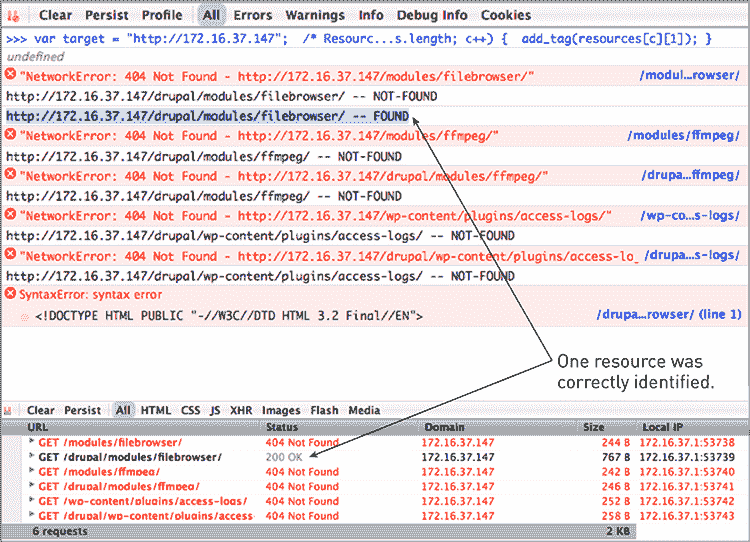 Clear Persist Profile All Errors Warnings Info Debug Info Cookies
>>> var target = "http://172.16.37.147"; /* Resourc...s.length; c++) { add_tag(resources[c][1]); }
undefined
"NetworkError: 404 Not Found - http://172.16.37.147/modules/filebrowser/" /modul...rowser/
http://172.16.37.147/drupal/modules/filebrowser/ -- NOT-FOUND
http://172.16.37.147/drupal/modules/filebrowser/ -- FOUND
"NetworkError: 404 Not Found - http://172.16.37.147/modules/ffmpeg/" /modules/ffmpeg/
http://172.16.37.147/drupal/modules/ffmpeg/ -- NOT-FOUND
"NetworkError: 404 Not Found - http://172.16.37.147/drupal/modules/ffmpeg/" /drupa...ffmpeg/
http://172.16.37.147/drupal/modules/ffmpeg/ -- NOT-FOUND
"NetworkError: 404 Not Found - http://172.16.37.147/wp-content/plugins/access-logs/" /wp-co...s-logs/
http://172.16.37.147/drupal/wp-content/plugins/access-logs/ -- NOT-FOUND
"NetworkError: 404 Not Found - http://172.16.37.147/drupal/wp-content/plugins/access-lo /drupa...s-logs/
http://172.16.37.147/drupal/wp-content/plugins/access-logs/ -- NOT-FOUND
SyntaxError: syntax error
<!DOCTYPE HTML PUBLIC "-//W3C//DTD HTML 3.2 Final//EN"> /drupa...rowser/ (line 1)
One resource was
correctly identified.
Clear Persist All HTML CSS JS XHR Images Flash Media
URL Status Domain Size Local IP
GET /modules/filebrowser/ 404 Not Found 172.16.37.147 244 B 172.16.37.1:53738
GET /drupal/modules/filebrowser/ 200 OK 172.16.37.147 767 B 172.16.37.1:53739
GET /modules/ffmpeg/ 404 Not Found 172.16.37.147 242 B 172.16.37.1:53740
GET /drupal/modules/ffmpeg/ 404 Not Found 172.16.37.147 246 B 172.16.37.1:53741
GET /wp-content/plugins/access-logs/ 404 Not Found 172.16.37.147 252 B 172.16.37.1:53742
GET /drupal/wp-content/plugins/access- 404 Not Found 172.16.37.147 258 B 172.16.37.1:53743
6 requests 2 KB